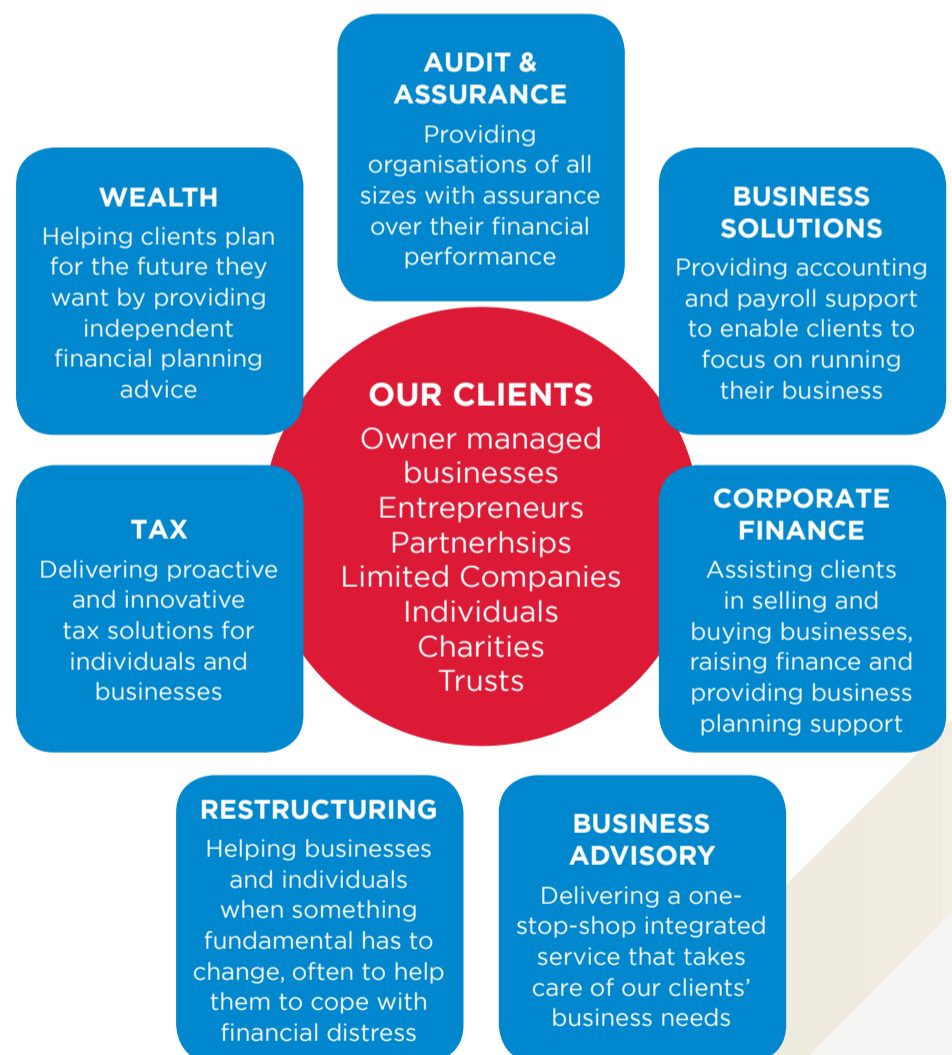 AUDIT &
ASSURANCE
Providing
organisations of all
sizes with assurance
over their financial
performance
WEALTH
Helping clients plan
for the future they
want by providing
independent
financial planning
advice
BUSINESS
SOLUTIONS
Providing accounting
and payroll support
to enable clients to
focus on running
their business
OUR CLIENTS
Owner managed
businesses
Entrepreneurs
Partnerhsips
Limited Companies
Individuals
Charities
Trusts
TAX
Delivering proactive
and innovative
tax solutions for
individuals and
businesses
CORPORATE
FINANCE
Assisting clients
in selling and
buying businesses,
raising finance and
providing business
planning support
RESTRUCTURING
Helping businesses
and individuals
when something
fundamental has to
change, often to help
them to cope with
financial distress
BUSINESS
ADVISORY
Delivering a one-
stop-shop integrated
service that takes
care of our clients’
business needs